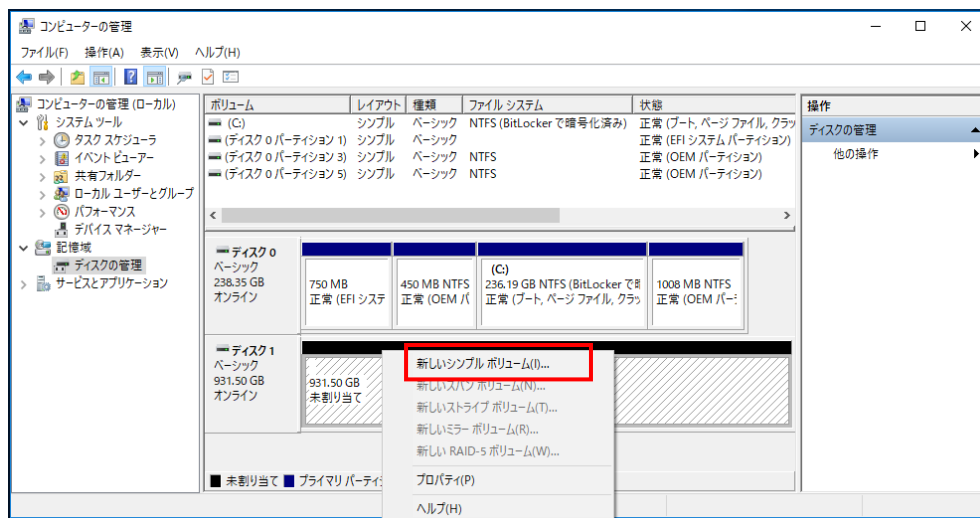 コンピューターの管理
ファイル(F) 操作(A) 表示(V) ヘルプ(H)
コンピューターの管理 (ローカル)
システム ツール
タスク スケジューラ
イベント ビューアー
共有フォルダー
ローカル ユーザーとグループ
パフォーマンス
デバイス マネージャー
記憶域
ディスクの管理
サービスとアプリケーション
ボリューム レイアウト 種類 ファイル システム 状態
(C:) シンプル ベーシック NTFS (BitLocker で暗号化済み) 正常 (ブート, ページ ファイル, クラッ
(ディスク 0 パーティション 1) シンプル ベーシック 正常 (EFI システム パーティション)
(ディスク 0 パーティション 3) シンプル ベーシック NTFS 正常 (OEM パーティション)
(ディスク 0 パーティション 5) シンプル ベーシック NTFS 正常 (OEM パーティション)
ディスク 0
ベーシック
238.35 GB
オンライン
750 MB
正常 (EFI システ
450 MB NTFS
正常 (OEM パ
(C:)
236.19 GB NTFS (BitLocker で
正常 (ブート, ページ ファイル, クラッ
1008 MB NTFS
正常 (OEM パー
ディスク 1
ベーシック
931.50 GB
オンライン
931.50 GB
未割り当て
新しいシンプル ボリューム(I)...
新しいスパン ボリューム(N)...
新しいストライプ ボリューム(T)...
新しいミラー ボリューム(R)...
新しい RAID-5 ボリューム(W)...
プロパティ(P)
ヘルプ(H)
未割り当て プライマリ パーティ
操作
ディスクの管理
他の操作